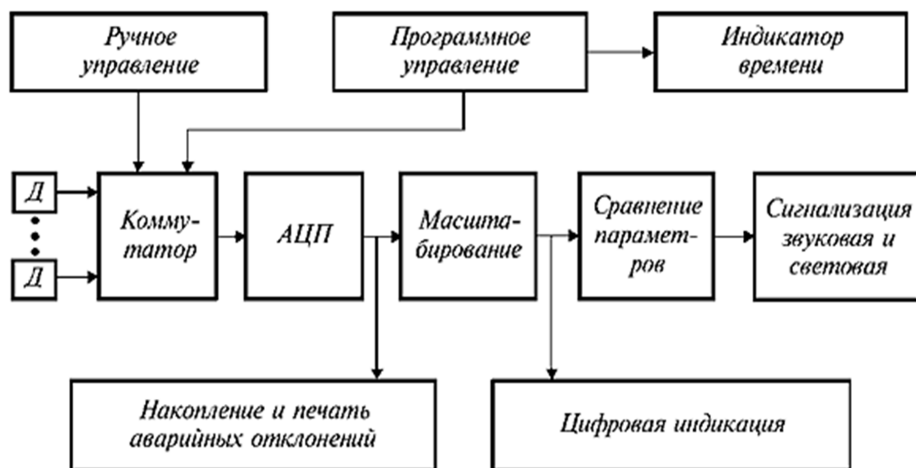 Ручное
управление
Программное
управление
Индикатор
времени
Д
Д
Комму-
татор
АЦП
Масшта-
бирование
Сравнение
парамет-
ров
Сигнализация
звуковая и
световая
Накопление и печать
аварийных отклонений
Цифровая индикация